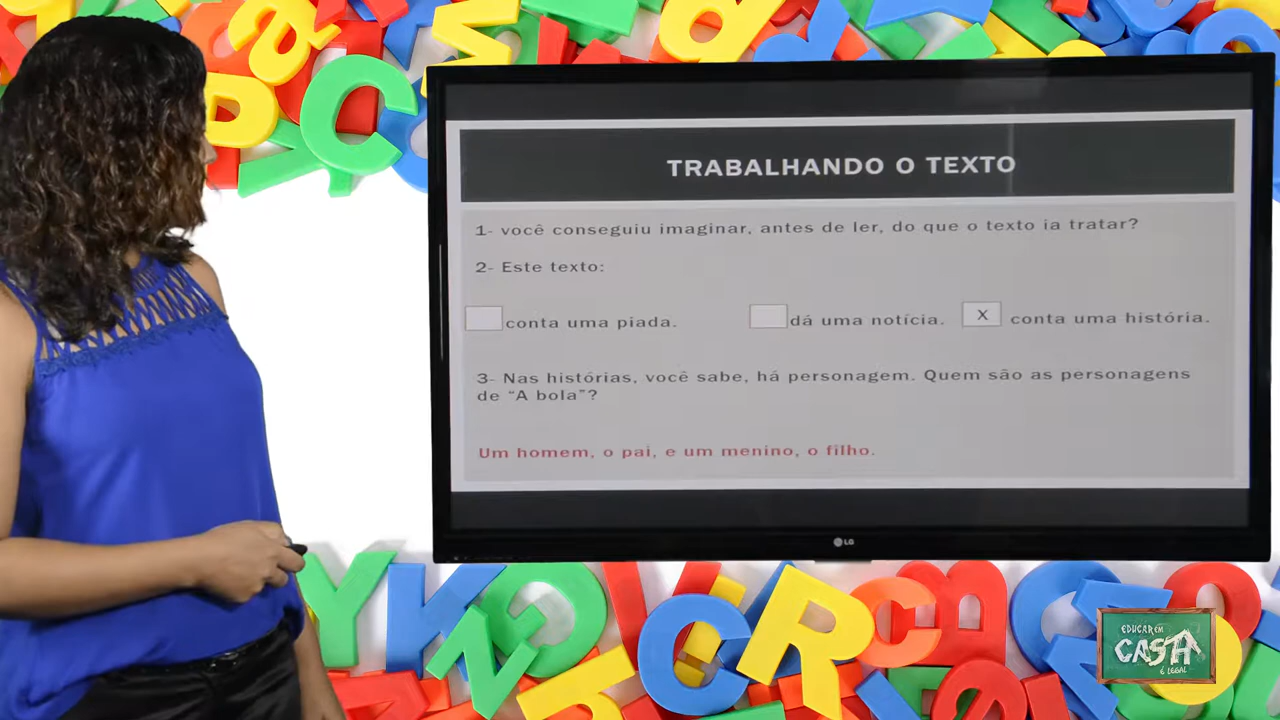 TRABALHANDO O TEXTO
1- você conseguiu imaginar, antes de ler, do que o texto ia tratar?
2- Este texto:
conta uma piada. dá uma notícia. X conta uma história.
3- Nas histórias, você sabe, há personagem. Quem são as personagens
de “A bola”?
Um homem, o pai, e um menino, o filho.
LG
EDUCAR EM
CASA
É LEGAL